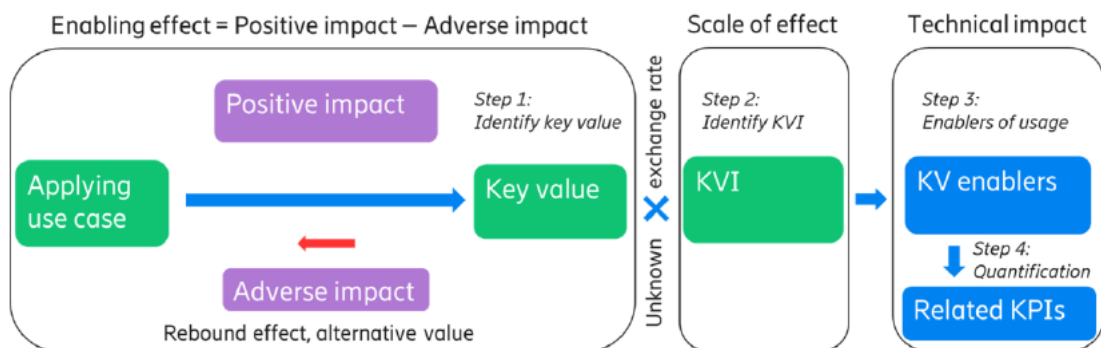 Enabling effect = Positive impact – Adverse impact
Positive impact
Step 1:
Identify key value
Applying
use case
Key value
Adverse impact
Rebound effect, alternative value
Unknown exchange rate
Scale of effect
Step 2:
Identify KVI
KVI
Technical impact
Step 3:
Enablers of usage
KV enablers
Step 4:
Quantification
Related KPIs